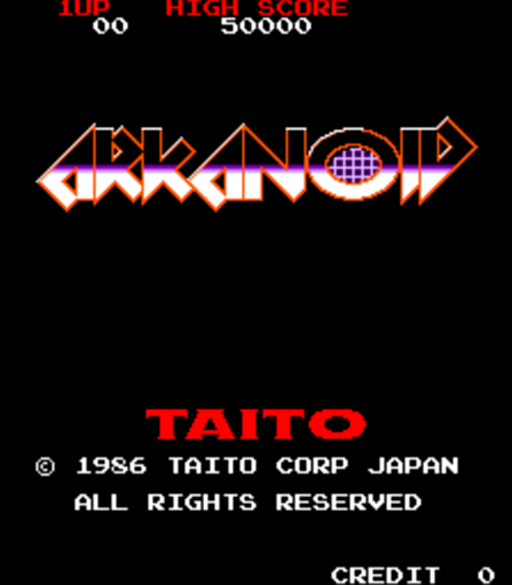 1UP HIGH SCORE
00 50000
ARKANOID
TAITO
© 1986 TAITO CORP JAPAN
ALL RIGHTS RESERVED
CREDIT 0